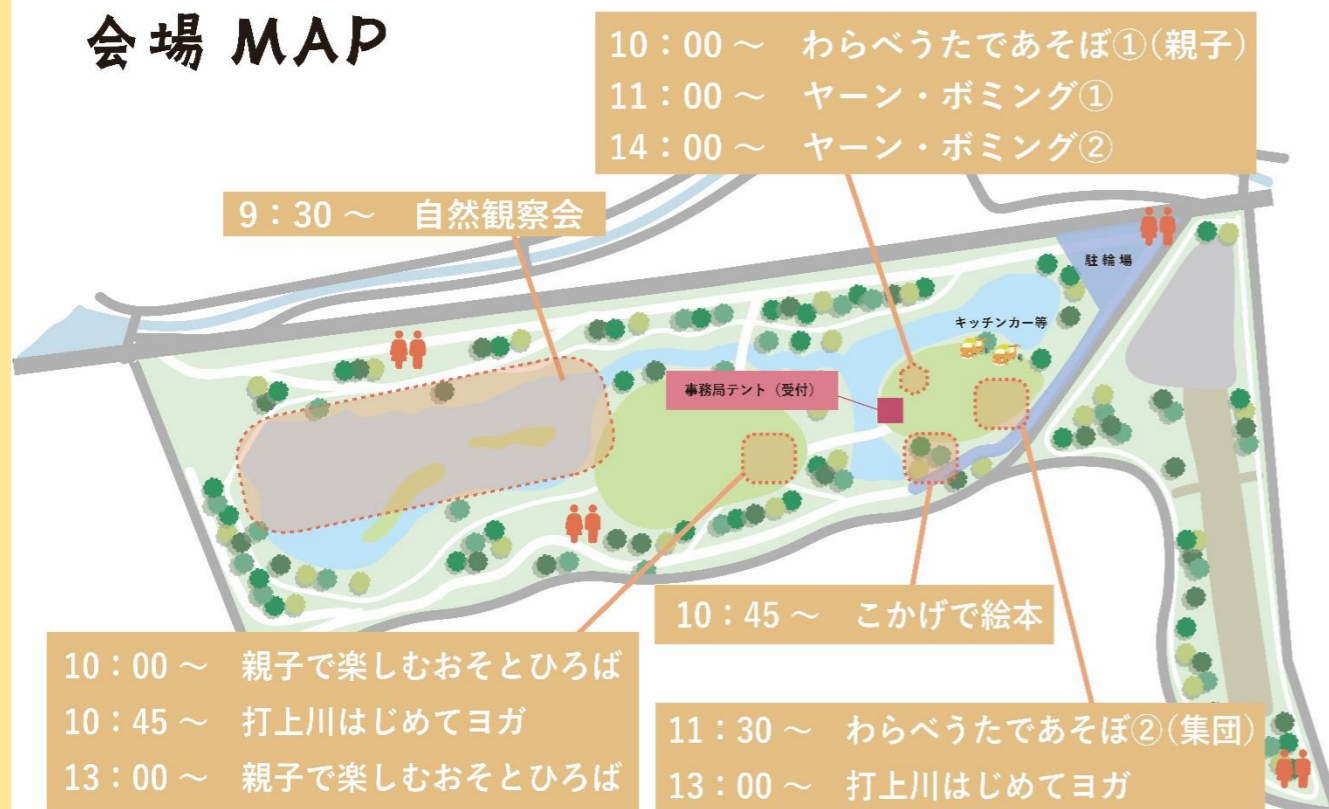 会場 MAP
10：00 ～　わらべうたであそぼ①(親子)
11：00 ～　ヤーン・ボミング①
14：00 ～　ヤーン・ボミング②
9：30 ～　自然観察会
駐輪場
キッチンカー等
事務局テント（受付）
10：45 ～　こかげで絵本
10：00 ～　親子で楽しむおそとひろば
10：45 ～　打上川はじめてヨガ
13：00 ～　親子で楽しむおそとひろば
11：30 ～　わらべうたであそぼ②(集団)
13：00 ～　打上川はじめてヨガ